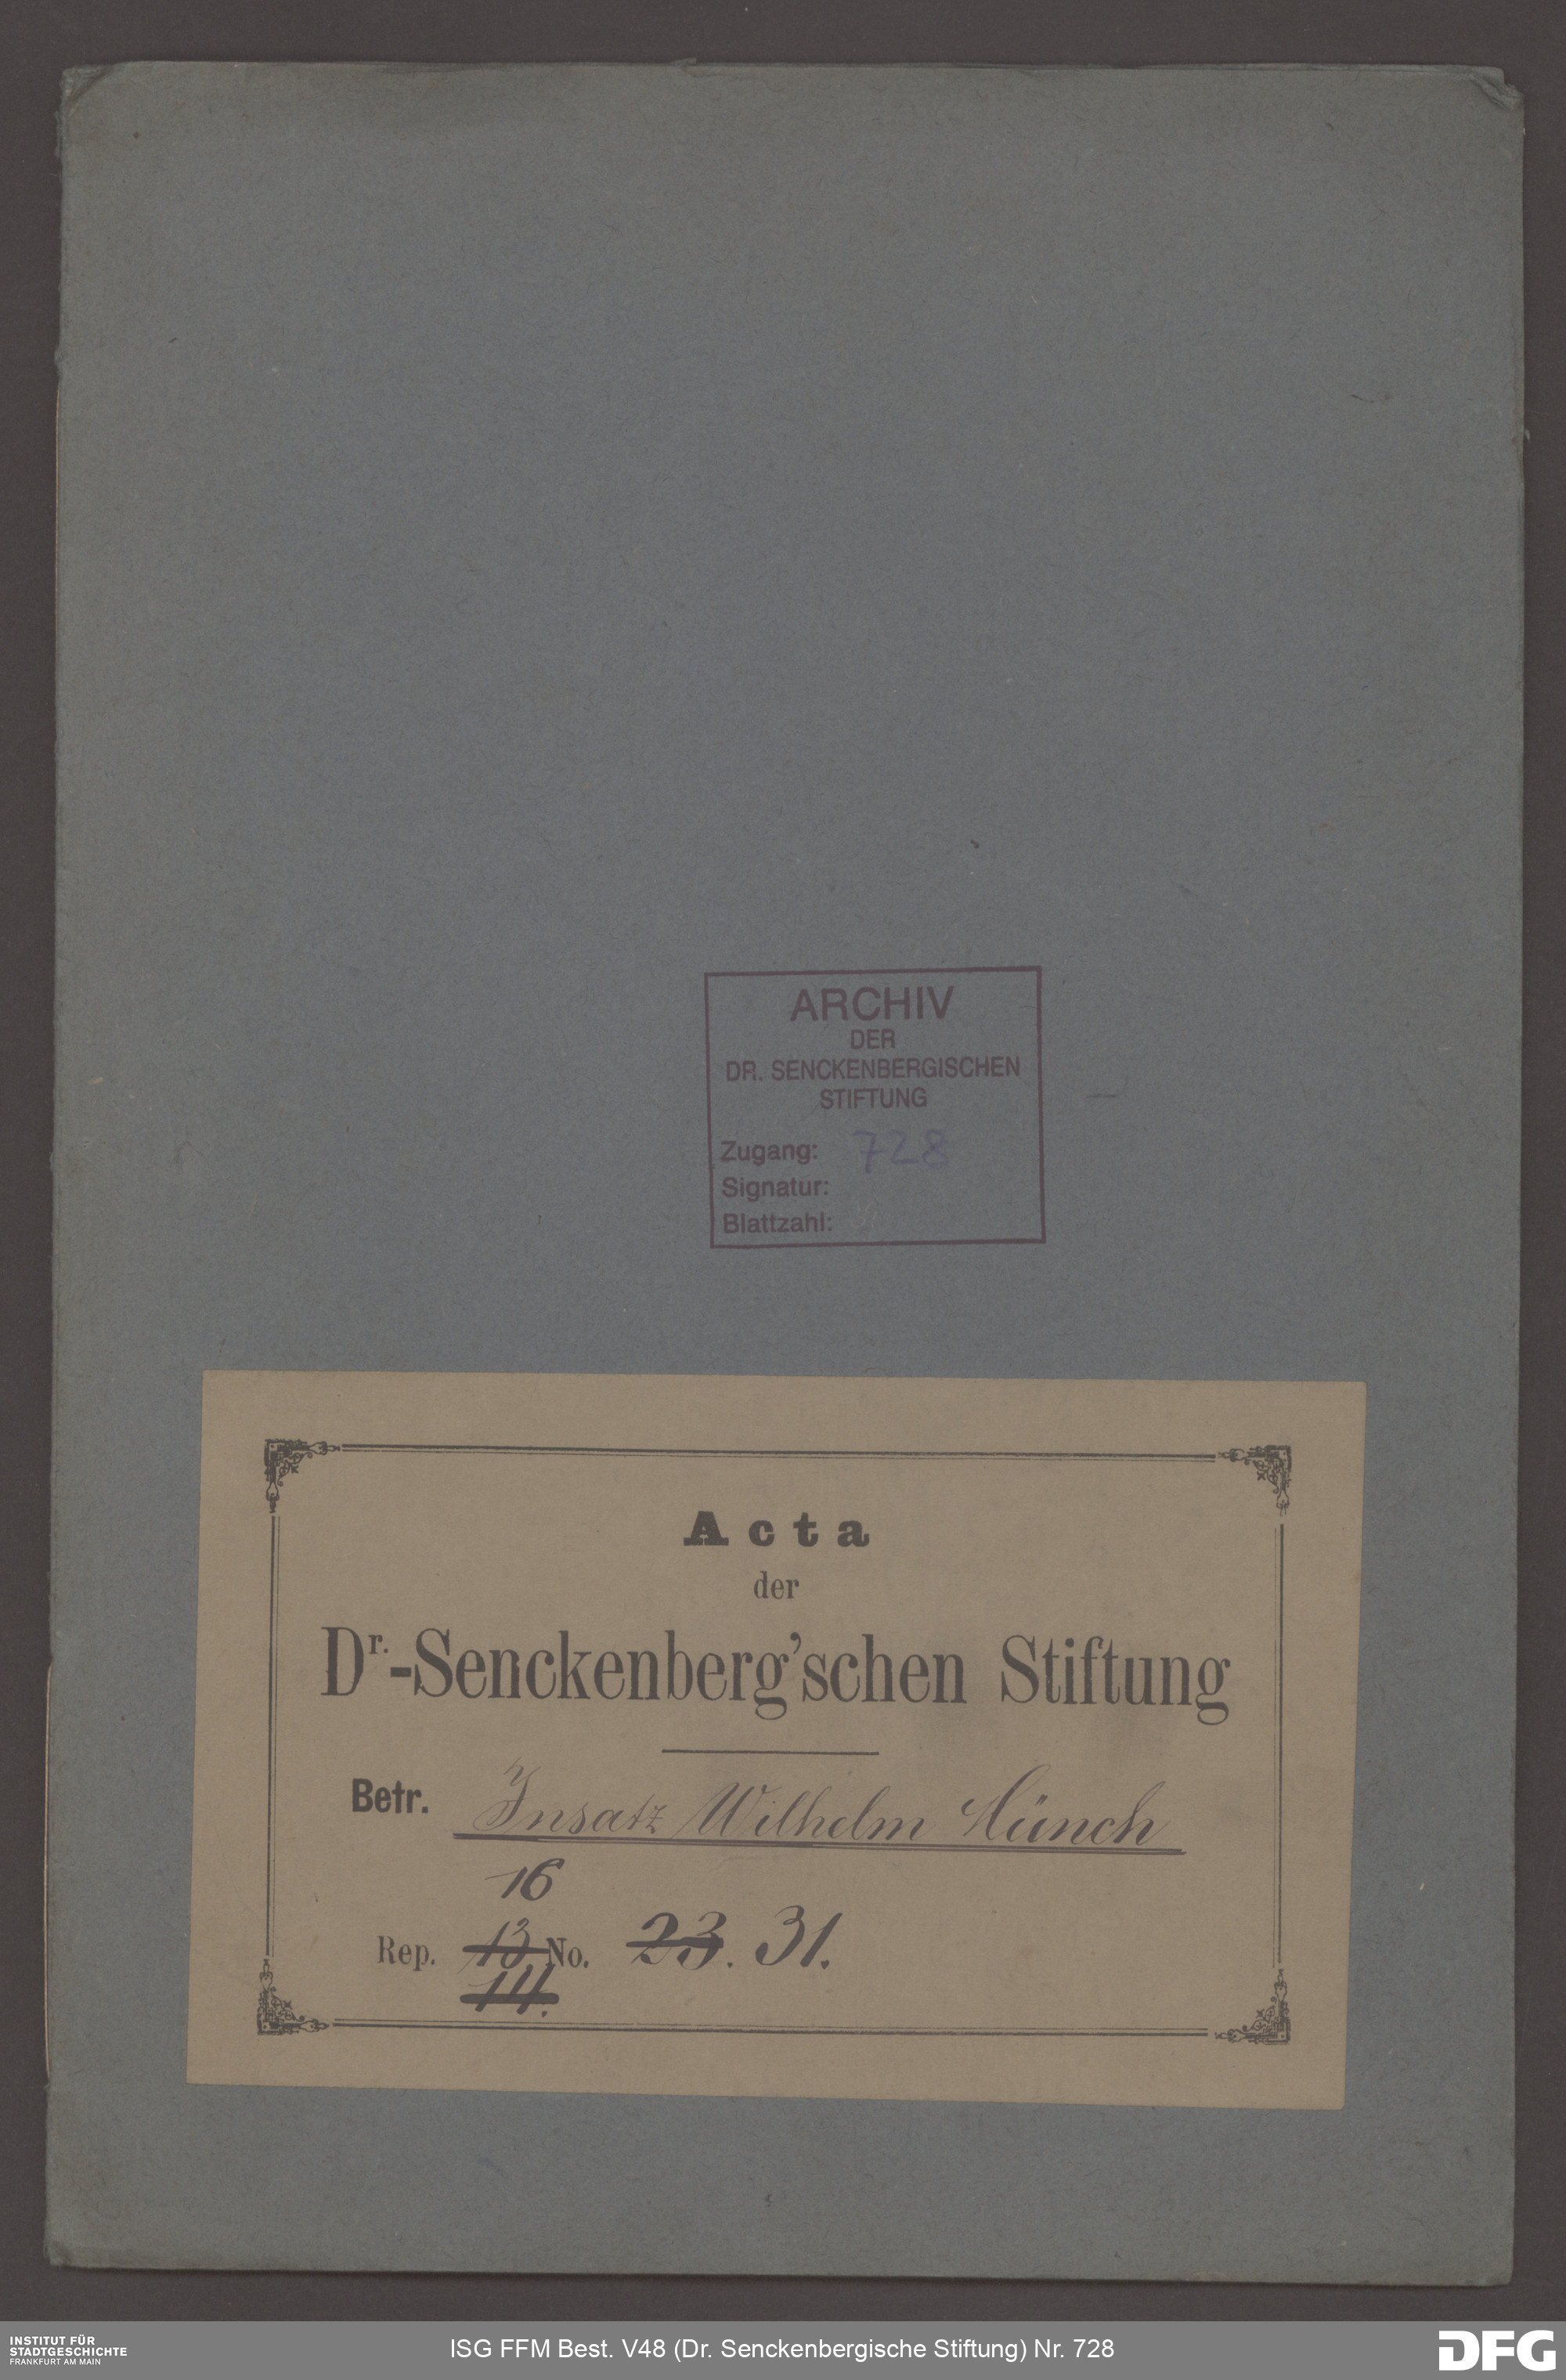 ARCHIV
DER
DR. SENCKENBERGISCHEN
STIFTUNG
Zugang: 728
Signatur:
Blattzahl:
Acta
der
Dr.-Senckenberg'schen Stiftung
Betr. Insatz Wilhelm Münch
16
Rep. 13 No. 23. 31.
14.
INSTITUT FÜR
STADTGESCHICHTE
FRANKFURT AM MAIN
ISG FFM Best. V48 (Dr. Senckenbergische Stiftung) Nr. 728
DFG